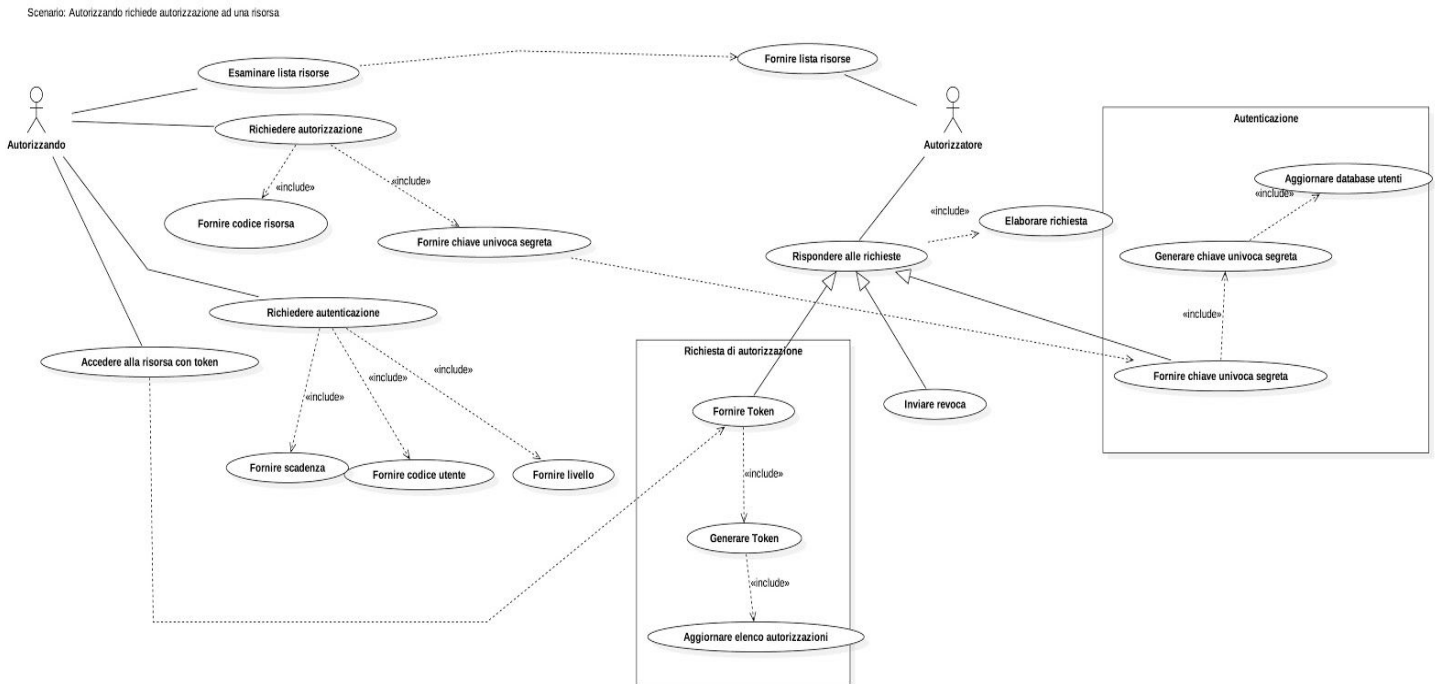 Scenario: Autorizzando richiede autorizzazione ad una risorsa
Esaminare lista risorse
Fornire lista risorse
Autorizzando
Richiedere autorizzazione
Autorizzatore
Autenticazione
«include»
«include»
Aggiornare database utenti
«include»
Fornire codice risorsa
Fornire chiave univoca segreta
«include»
Elaborare richiesta
Rispondere alle richieste
Generare chiave univoca segreta
Richiedere autenticazione
«include»
Accedere alla risorsa con token
Richiesta di autorizzazione
«include»
«include»
«include»
Fornire chiave univoca segreta
Fornire Token
Inviare revoca
Fornire scadenza
Fornire codice utente
Fornire livello
«include»
Generare Token
«include»
Aggiornare elenco autorizzazioni